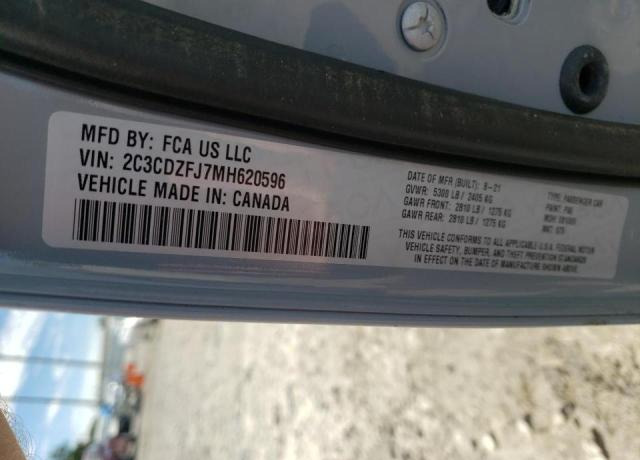 MFD BY: FCA US LLC
VIN: 2C3CDZFJ7MH620596
VEHICLE MADE IN: CANADA
DATE OF MFR (BUILT): 8-21
GVWR: 5300 LB / 2405 KG
GAWR FRONT: 2810 LB / 1275 KG
GAWR REAR: 2810 LB / 1275 KG
TYPE: PASSENGER CAR
PAINT:
MDH:
THIS VEHICLE CONFORMS TO ALL APPLICABLE U.S.A. FEDERAL MOTOR
VEHICLE SAFETY, BUMPER, AND THEFT PREVENTION STANDARDS
IN EFFECT ON THE DATE OF MANUFACTURE SHOWN ABOVE.